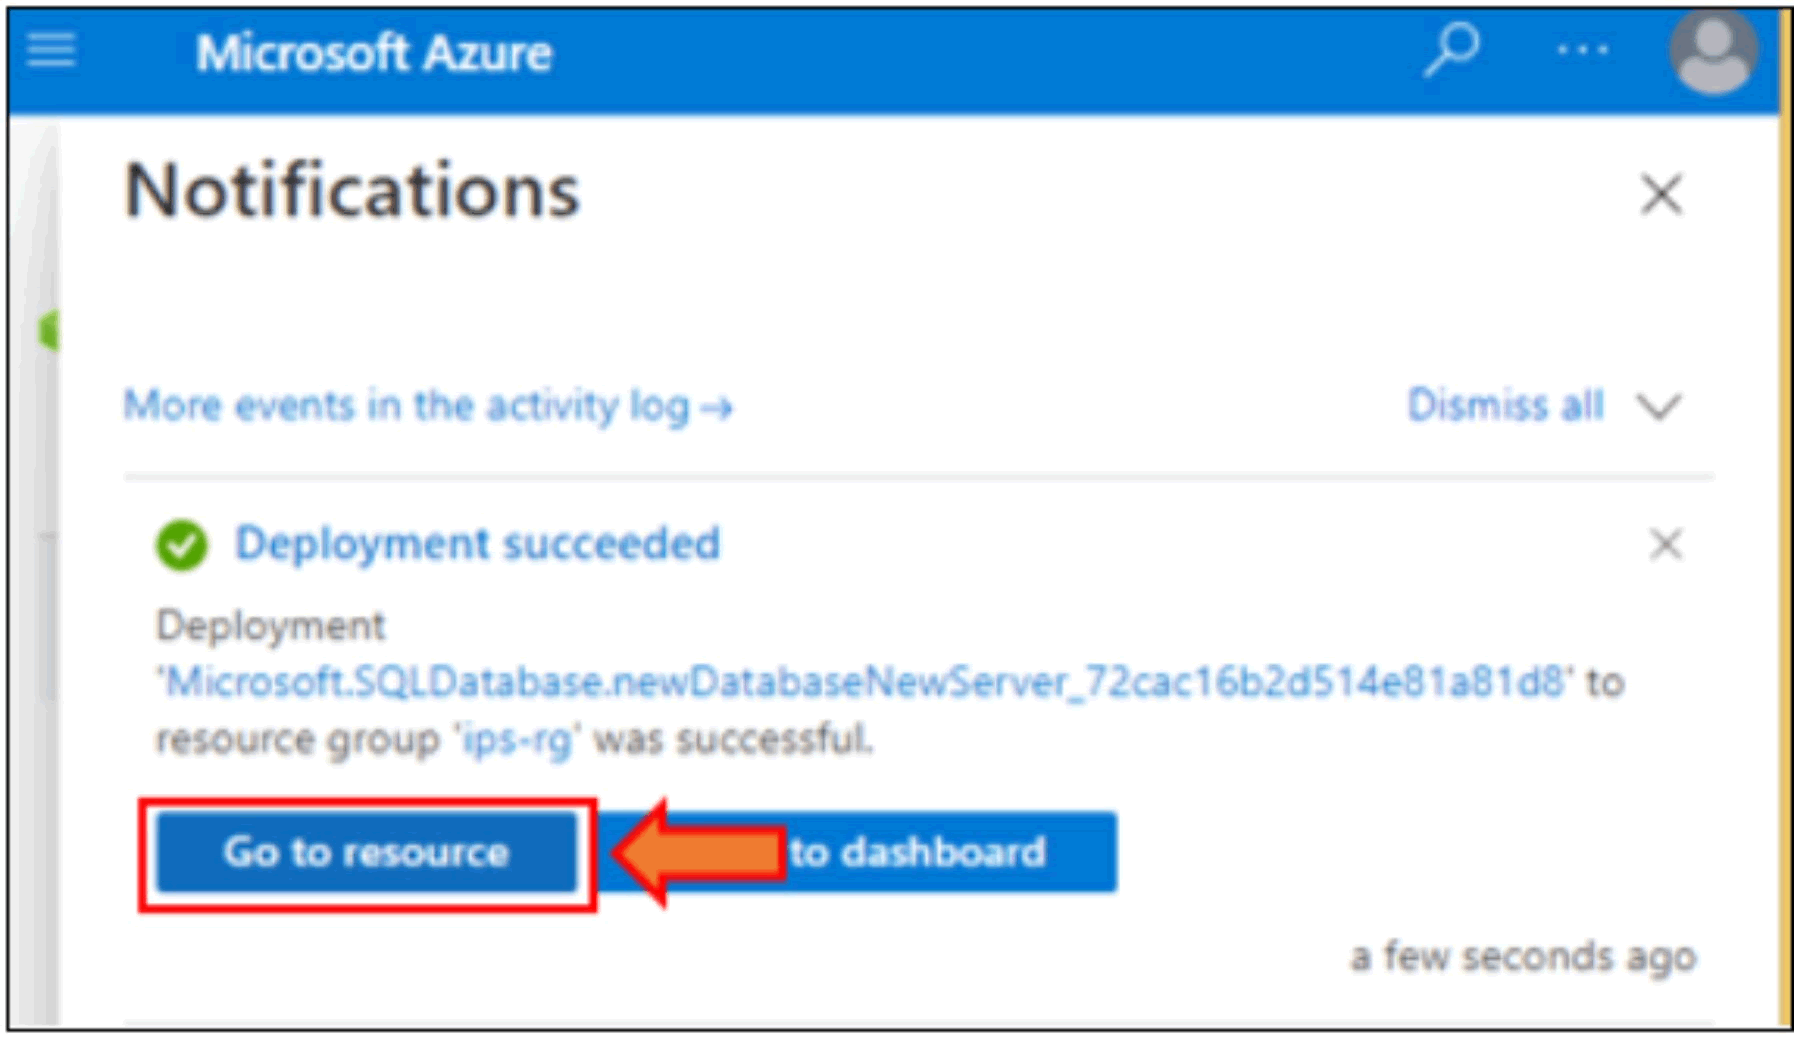 Microsoft Azure
Notifications
More events in the activity log →
Dismiss all
Deployment succeeded
Deployment
'Microsoft.SQLDatabase.newDatabaseNewServer_72cac16b2d514e81a81d8' to
resource group 'ips-rg' was successful.
Go to resource
to dashboard
a few seconds ago